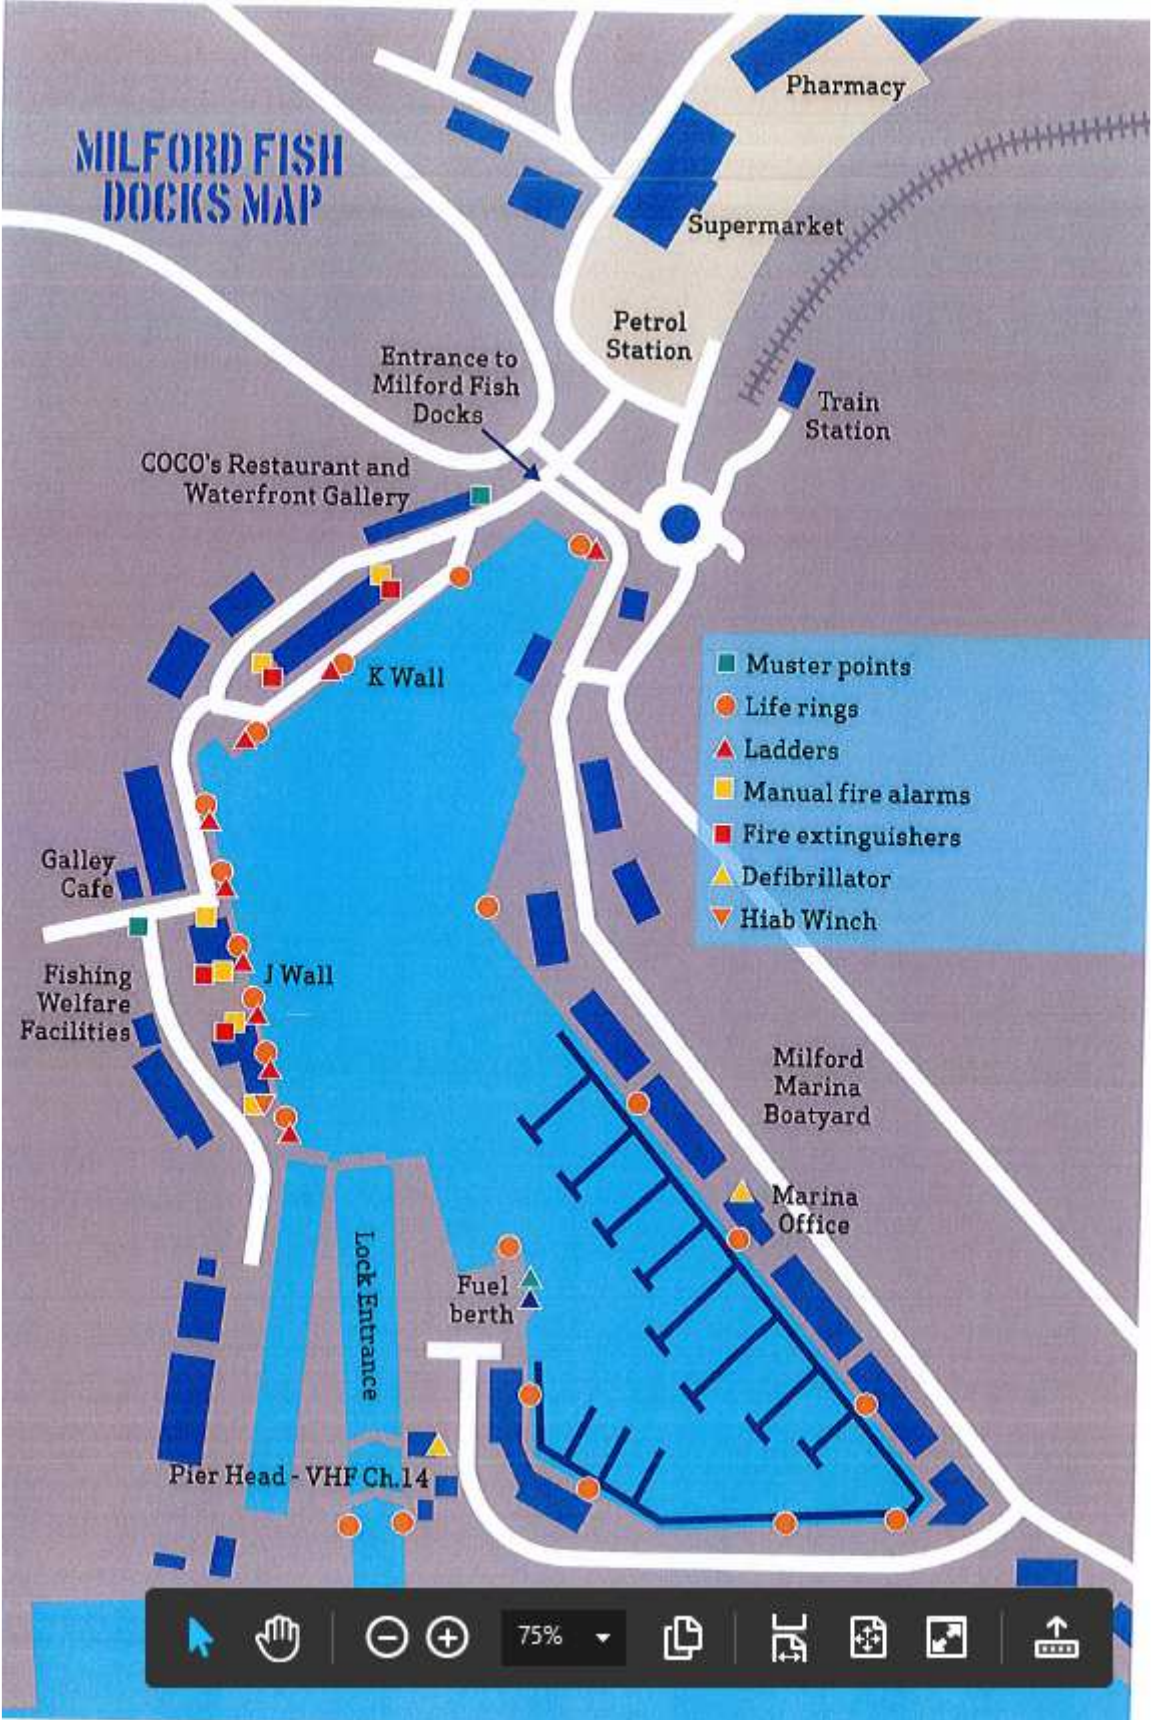 MILFORD FISH
DOCKS MAP
Pharmacy
Supermarket
Petrol
Station
Entrance to
Milford Fish
Docks
Train
Station
COCO's Restaurant and
Waterfront Gallery
K Wall
Muster points
Life rings
Ladders
Manual fire alarms
Fire extinguishers
Defibrillator
Hiab Winch
Galley
Cafe
J Wall
Fishing
Welfare
Facilities
Milford
Marina
Boatyard
Marina
Office
Lock Entrance
Fuel
berth
Pier Head - VHF Ch.14
75%